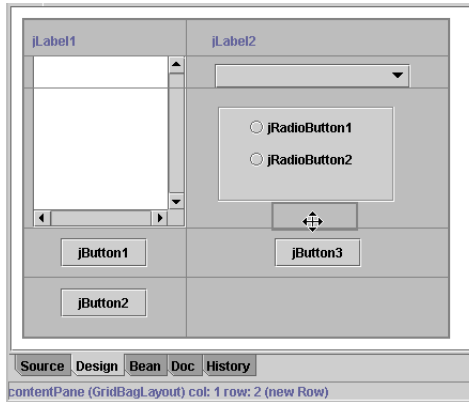 jLabel1 jLabel2
jRadioButton1
jRadioButton2
jButton1 jButton3
jButton2
Source Design Bean Doc History
contentPane (GridBagLayout) col: 1 row: 2 (new Row)